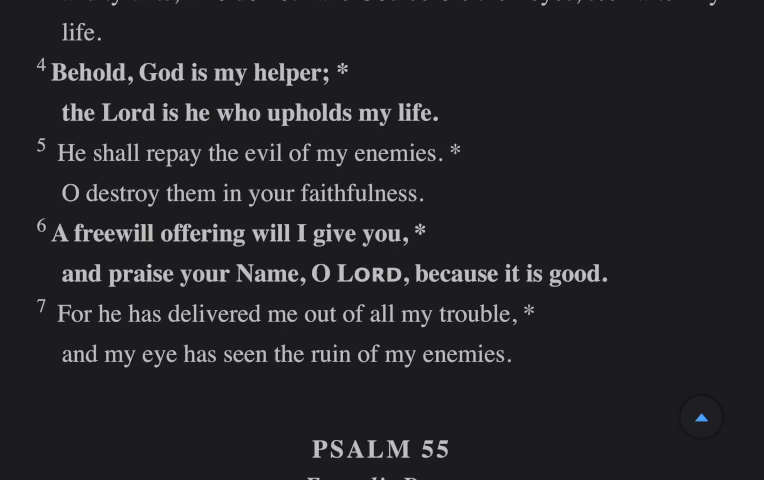 life.
4 Behold, God is my helper; *
the Lord is he who upholds my life.
5 He shall repay the evil of my enemies. *
O destroy them in your faithfulness.
6 A freewill offering will I give you, *
and praise your Name, O LORD, because it is good.
7 For he has delivered me out of all my trouble, *
and my eye has seen the ruin of my enemies.
PSALM 55